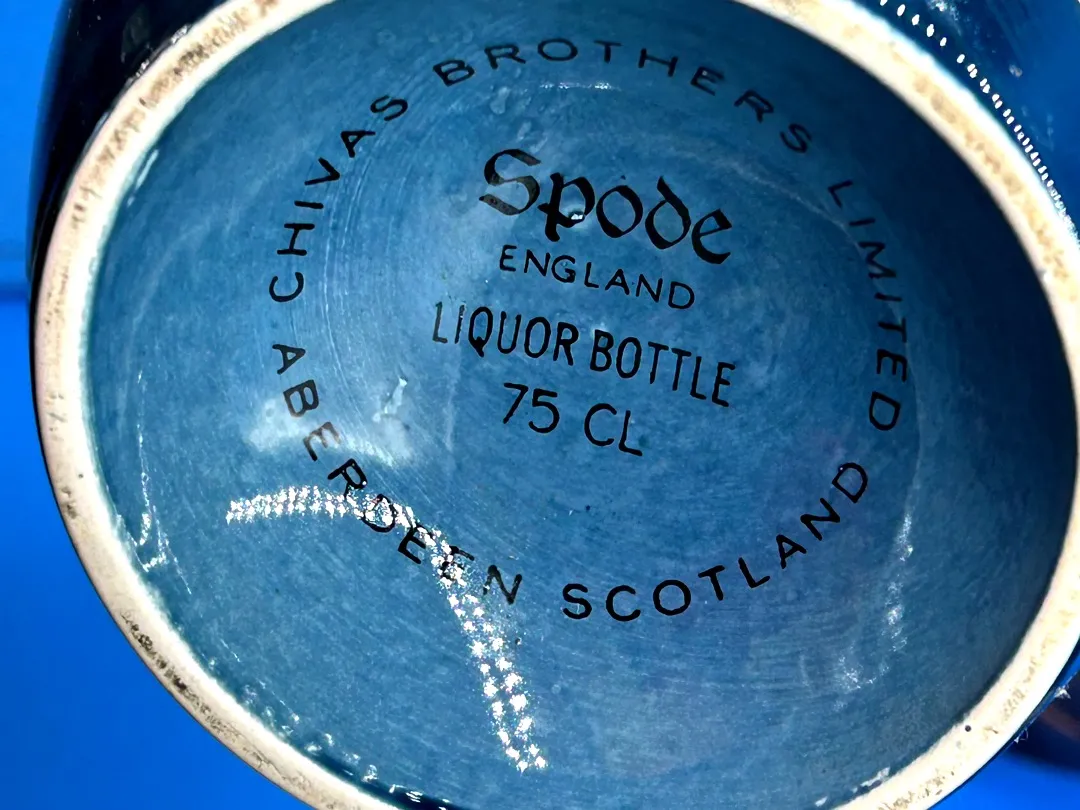 CHIVAS BROTHERS LIMITED
ABERDEEN SCOTLAND
Spode
ENGLAND
LIQUOR BOTTLE
75 CL